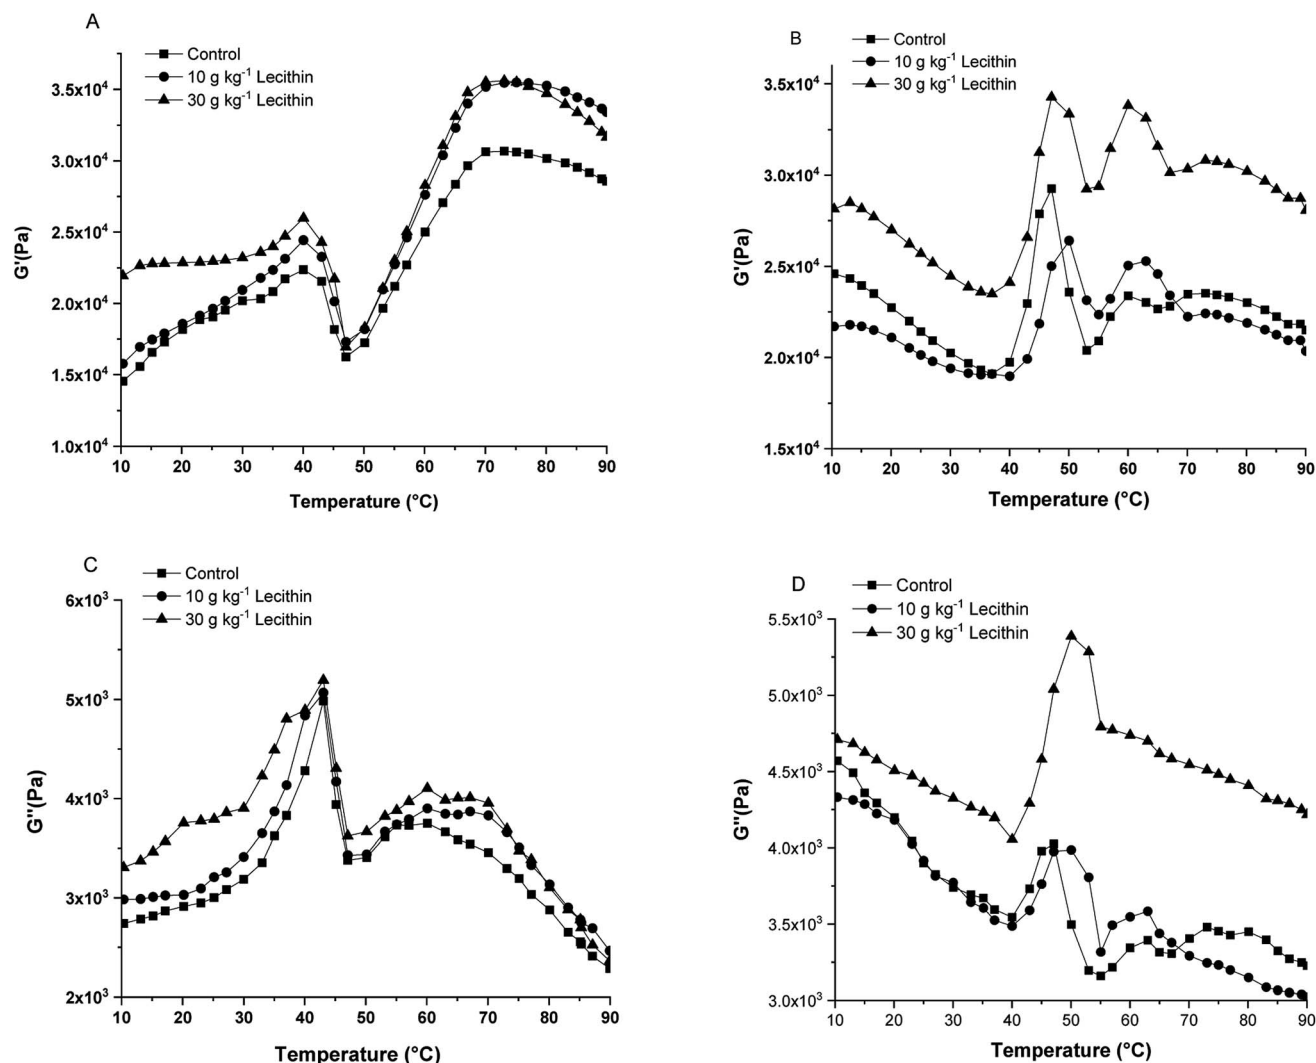 A
Control
10 g kg⁻¹ Lecithin
30 g kg⁻¹ Lecithin
3.5x10⁴
3.0x10⁴
2.5x10⁴
2.0x10⁴
1.5x10⁴
1.0x10⁴
G'(Pa)
10 20 30 40 50 60 70 80 90
Temperature (°C)
B
Control
10 g kg⁻¹ Lecithin
30 g kg⁻¹ Lecithin
3.5x10⁴
3.0x10⁴
2.5x10⁴
2.0x10⁴
1.5x10⁴
G'(Pa)
10 20 30 40 50 60 70 80 90
Temperature (°C)
C
Control
10 g kg⁻¹ Lecithin
30 g kg⁻¹ Lecithin
6x10³
5x10³
4x10³
3x10³
2x10³
G''(Pa)
10 20 30 40 50 60 70 80 90
Temperature (°C)
D
Control
10 g kg⁻¹ Lecithin
30 g kg⁻¹ Lecithin
5.5x10³
5.0x10³
4.5x10³
4.0x10³
3.5x10³
3.0x10³
G''(Pa)
10 20 30 40 50 60 70 80 90
Temperature (°C)